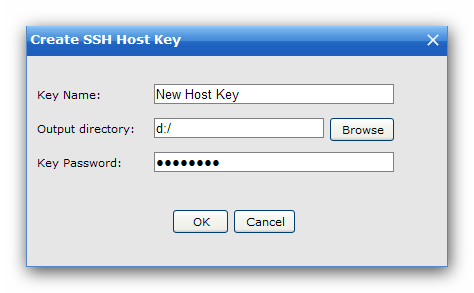 Create SSH Host Key
Key Name: New Host Key
Output directory: d:/ Browse
Key Password: ●●●●●●●●
OK Cancel